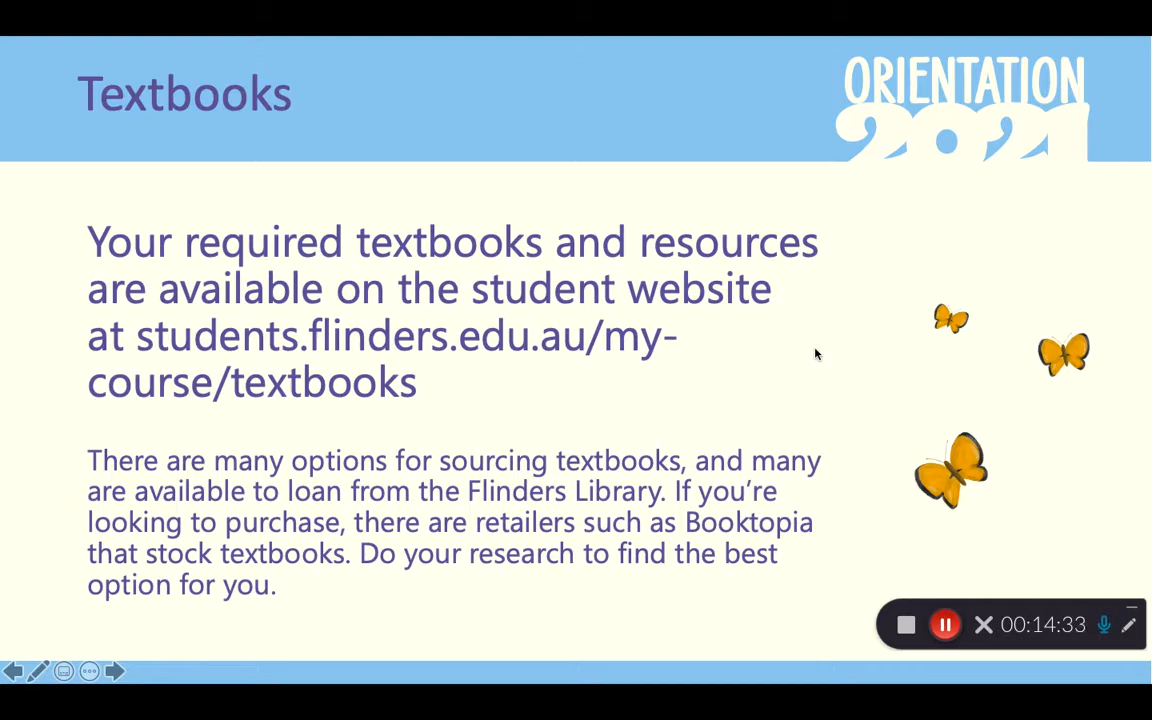 Textbooks
ORIENTATION
2021
Your required textbooks and resources
are available on the student website
at students.flinders.edu.au/my-
course/textbooks
There are many options for sourcing textbooks, and many
are available to loan from the Flinders Library. If you’re
looking to purchase, there are retailers such as Booktopia
that stock textbooks. Do your research to find the best
option for you.
00:14:33